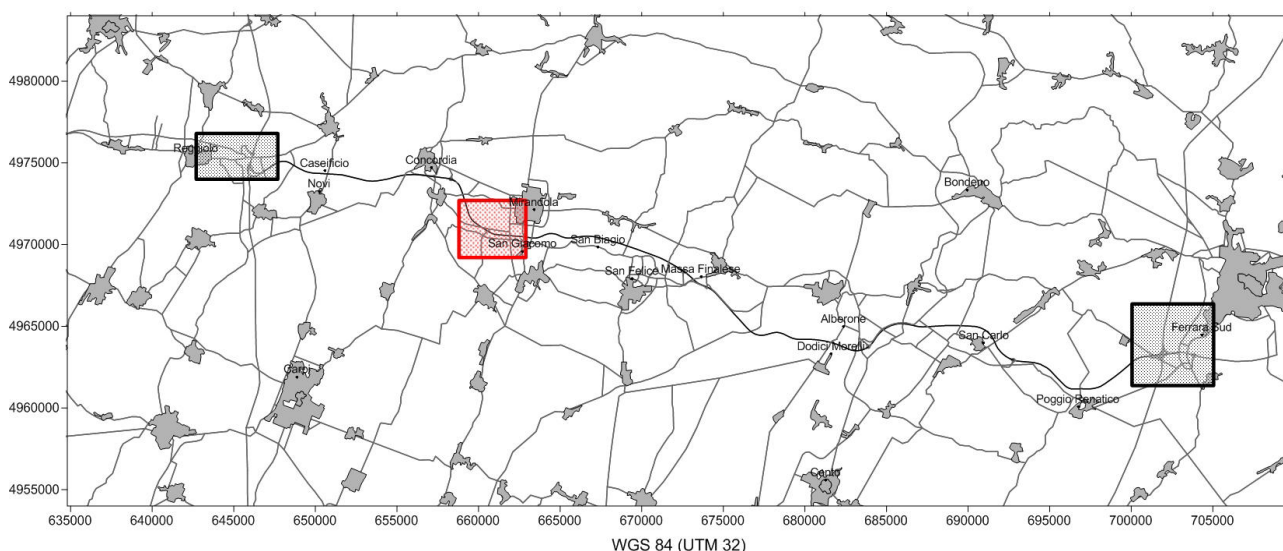 4980000
4975000
4970000
4965000
4960000
4955000
Reggiolo
Caseificio
Novi
Concordia
Mirandola
San Giacomo
San Biagio
San Felice
Massa Finalese
Bondeno
Alberone
Dodici Morelli
San Carlo
Ferrara Sud
Poggio Renatico
Carpi
Cento
635000 640000 645000 650000 655000 660000 665000 670000 675000 680000 685000 690000 695000 700000 705000
WGS 84 (UTM 32)